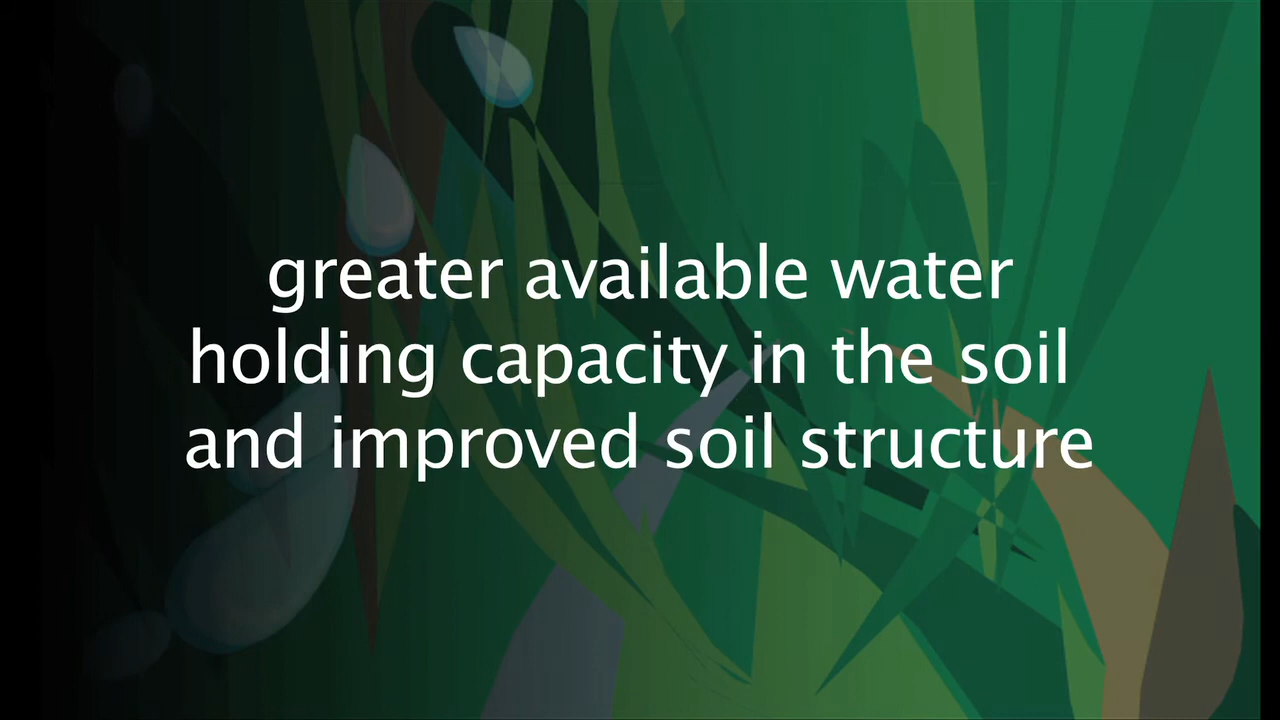 greater available water
holding capacity in the soil
and improved soil structure